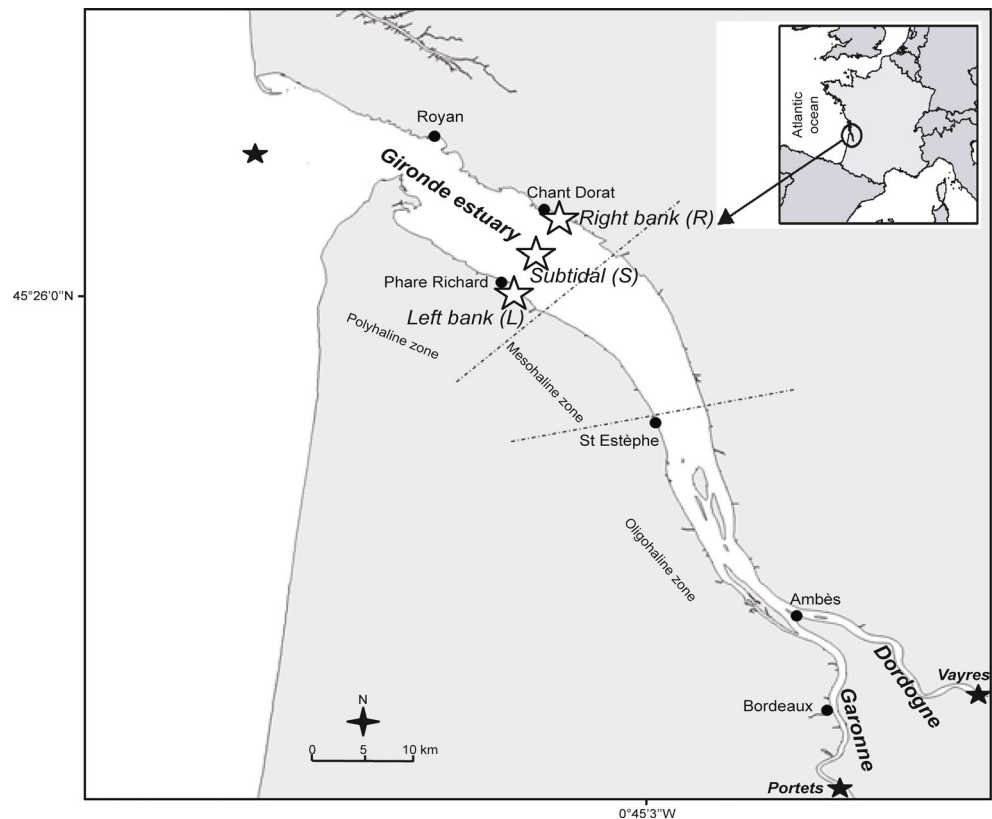 Atlantic
ocean
Royan
Gironde estuary
Chant Dorat
Right bank (R)
Subtidal (S)
Phare Richard
Left bank (L)
45°26'0''N
Polyhaline zone
Mesohaline zone
St Estèphe
Oligohaline zone
Ambès
Dordogne
Vayres
Garonne
Bordeaux
N
0 5 10 km
Portets
0°45'3''W